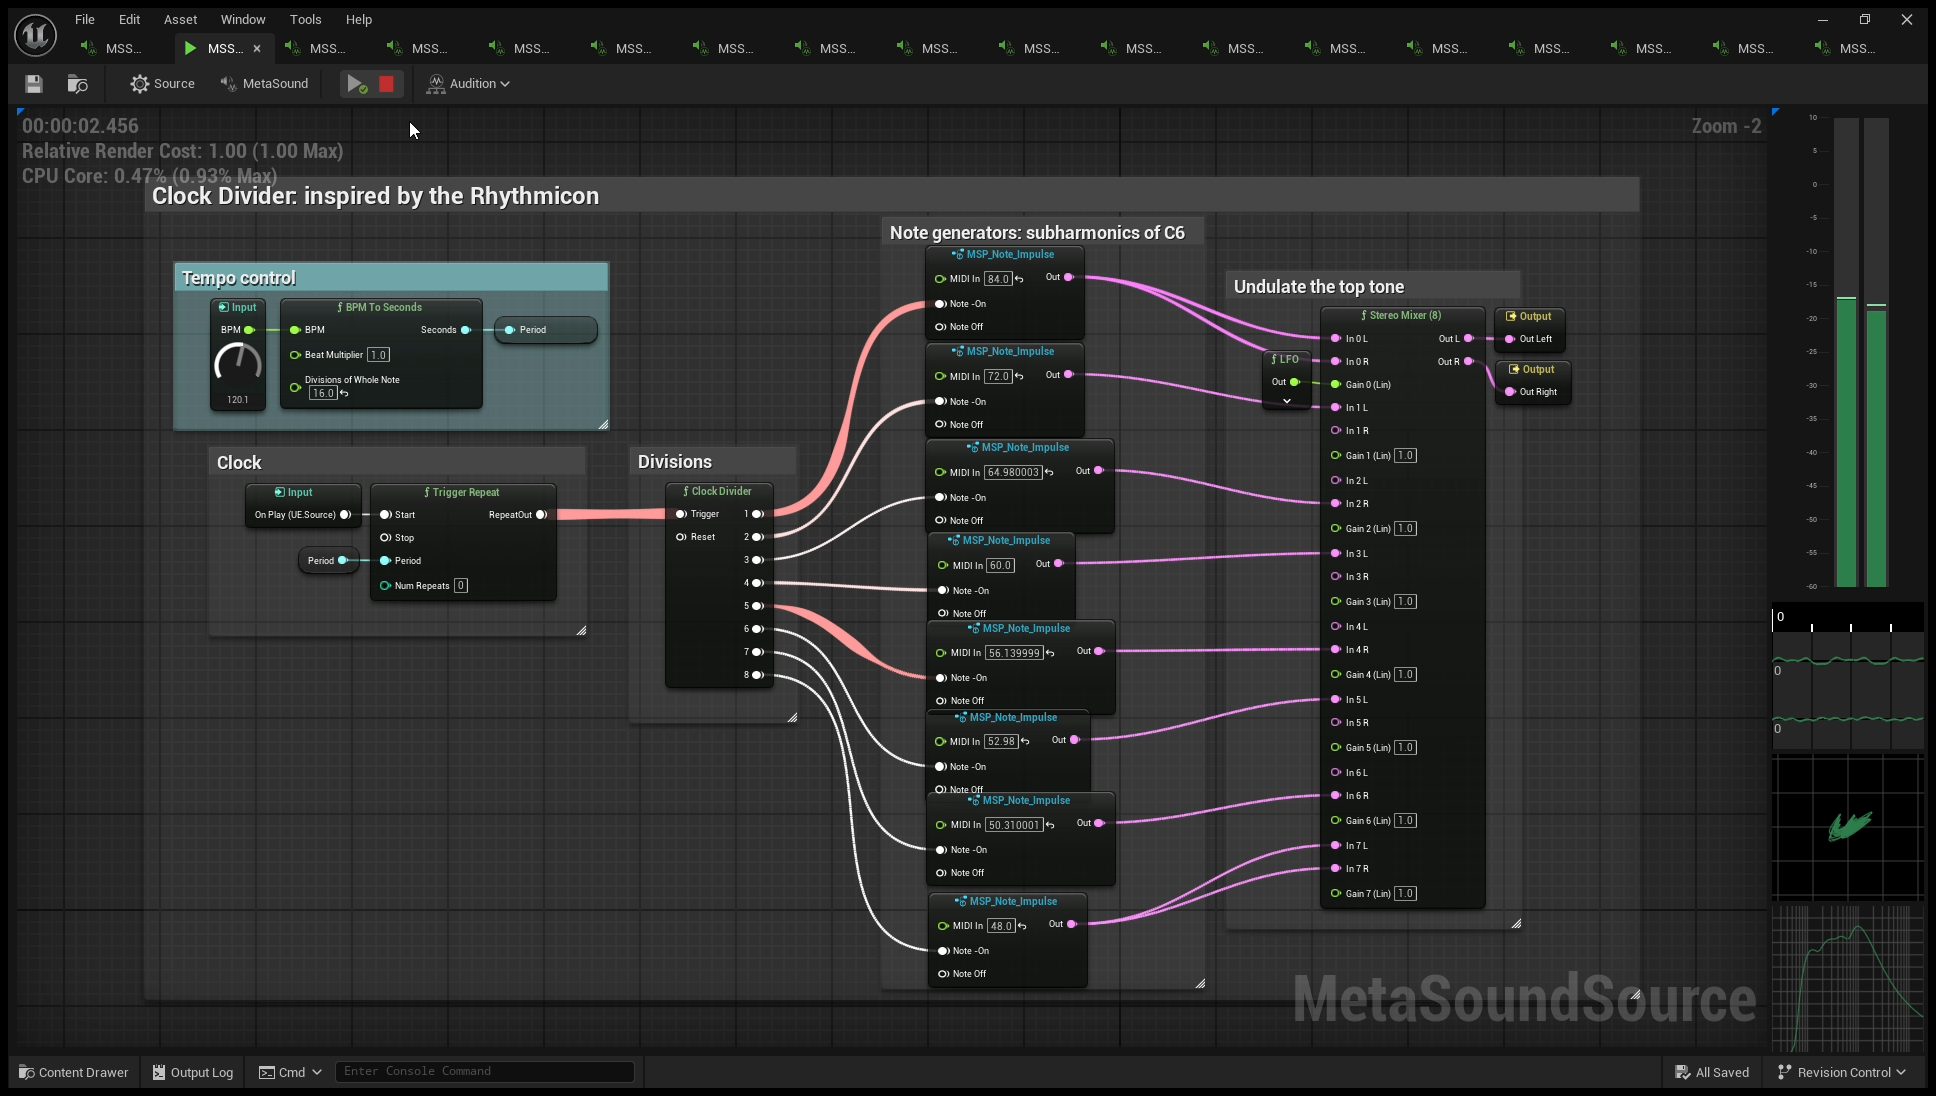 File Edit Asset Window Tools Help
MSS... MSS... × MSS... MSS... MSS... MSS... MSS... MSS... MSS... MSS... MSS... MSS... MSS... MSS... MSS... MSS... MSS... MSS...
Source MetaSound Audition
00:00:02.456
Zoom -2
Relative Render Cost: 1.00 (1.00 Max)
CPU Core: 0.47% (0.93% Max)
Clock Divider: inspired by the Rhythmicon
Tempo control
Input
BPM
120.1
BPM To Seconds
BPM Seconds
Beat Multiplier 1.0
Divisions of Whole Note
16.0
Period
Clock
Input
On Play (UE.Source)
Period
Trigger Repeat
Start RepeatOut
Stop
Period
Num Repeats 0
Divisions
Clock Divider
Trigger 1
Reset 2
3
4
5
6
7
8
Note generators: subharmonics of C6
MSP_Note_Impulse
MIDI In 84.0 Out
Note -On
Note Off
MSP_Note_Impulse
MIDI In 72.0 Out
Note -On
Note Off
MSP_Note_Impulse
MIDI In 64.980003 Out
Note -On
Note Off
MSP_Note_Impulse
MIDI In 60.0 Out
Note -On
Note Off
MSP_Note_Impulse
MIDI In 56.139999 Out
Note -On
Note Off
MSP_Note_Impulse
MIDI In 52.98 Out
Note -On
Note Off
MSP_Note_Impulse
MIDI In 50.310001 Out
Note -On
Note Off
MSP_Note_Impulse
MIDI In 48.0 Out
Note -On
Note Off
Undulate the top tone
LFO
Out
Stereo Mixer (8)
In 0 L Out L
In 0 R Out R
Gain 0 (Lin)
In 1 L
In 1 R
Gain 1 (Lin) 1.0
In 2 L
In 2 R
Gain 2 (Lin) 1.0
In 3 L
In 3 R
Gain 3 (Lin) 1.0
In 4 L
In 4 R
Gain 4 (Lin) 1.0
In 5 L
In 5 R
Gain 5 (Lin) 1.0
In 6 L
In 6 R
Gain 6 (Lin) 1.0
In 7 L
In 7 R
Gain 7 (Lin) 1.0
Output
Out Left
Output
Out Right
10
5
0
-5
-10
-15
-20
-25
-30
-35
-40
-45
-50
-55
-60
0
0
0
MetaSoundSource
Content Drawer Output Log Cmd Enter Console Command All Saved Revision Control